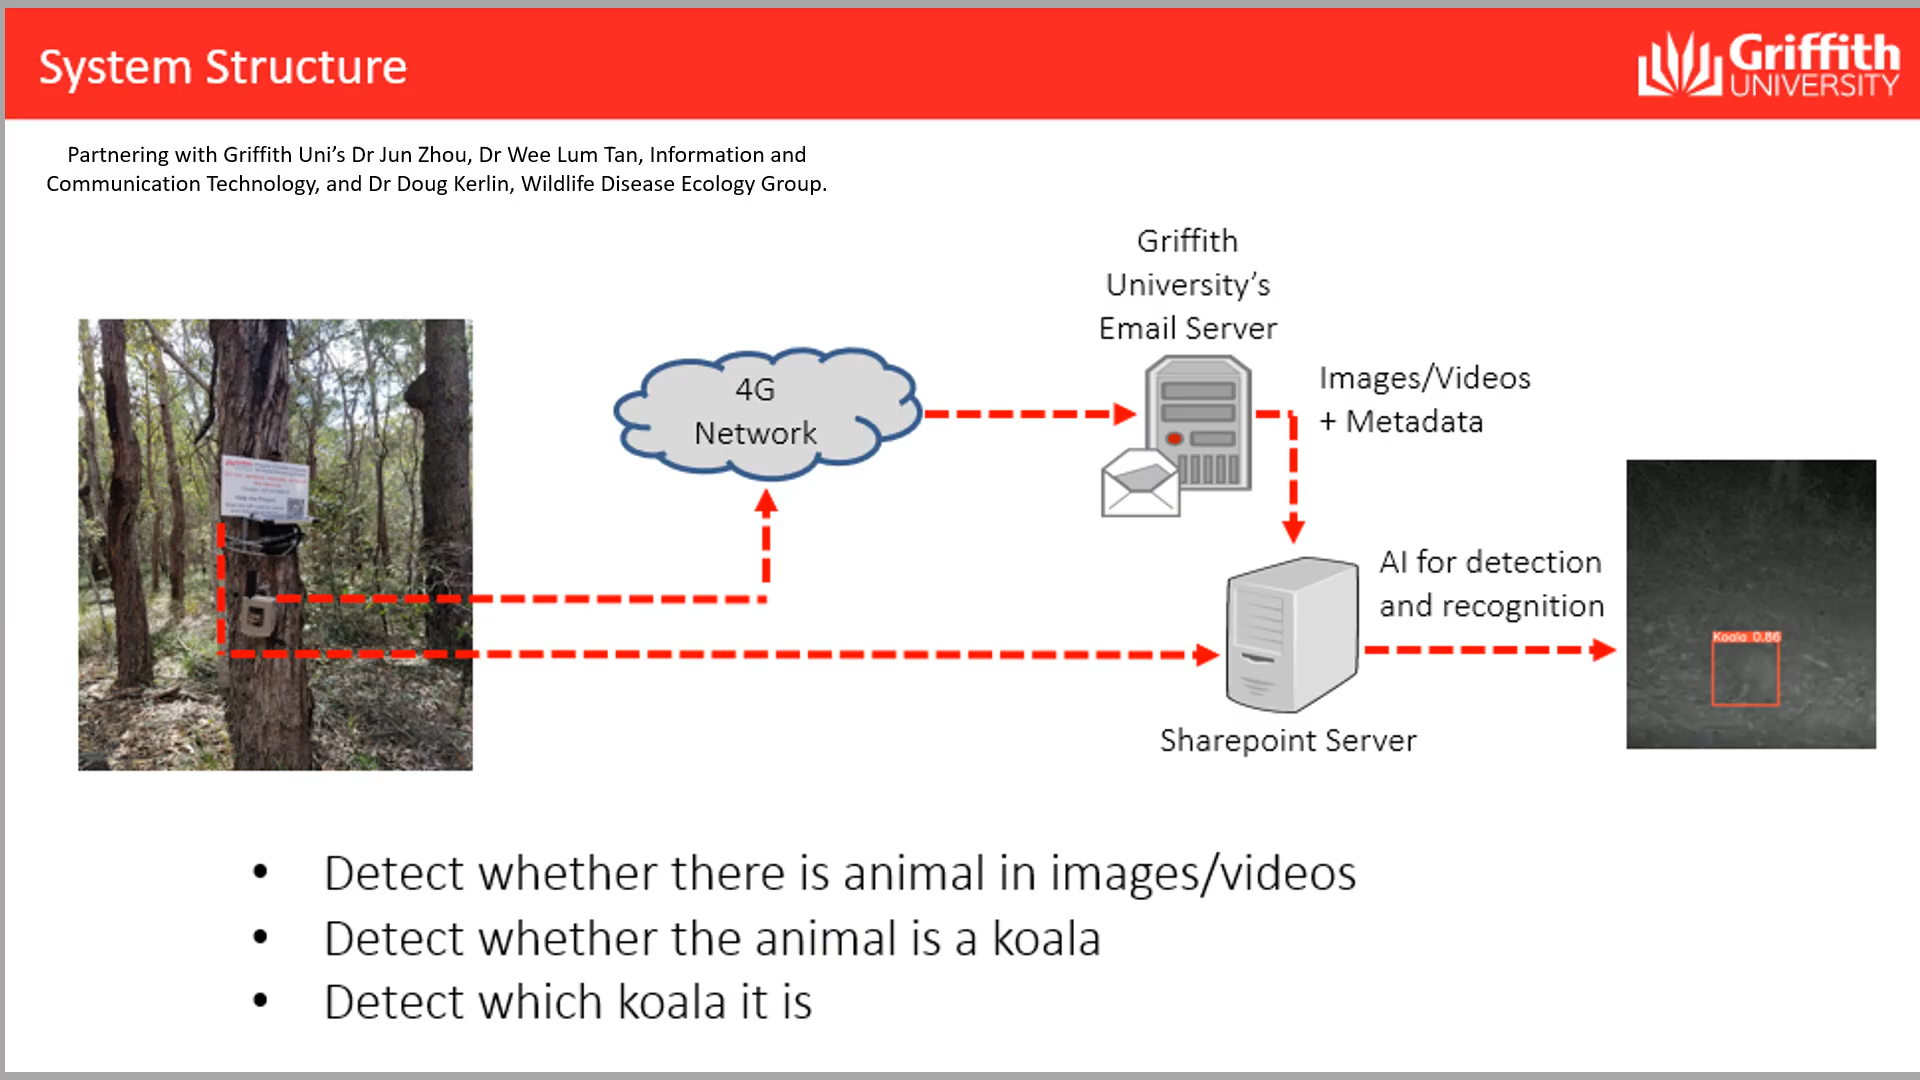 System Structure
Griffith
UNIVERSITY
Partnering with Griffith Uni’s Dr Jun Zhou, Dr Wee Lum Tan, Information and
Communication Technology, and Dr Doug Kerlin, Wildlife Disease Ecology Group.
Griffith
University’s
Email Server
4G
Network
Images/Videos
+ Metadata
AI for detection
and recognition
Koala 0.86
Sharepoint Server
• Detect whether there is animal in images/videos
• Detect whether the animal is a koala
• Detect which koala it is